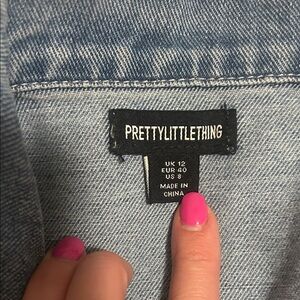 PRETTYLITTLETHING
UK 12
EUR 40
US 8
MADE IN
CHINA